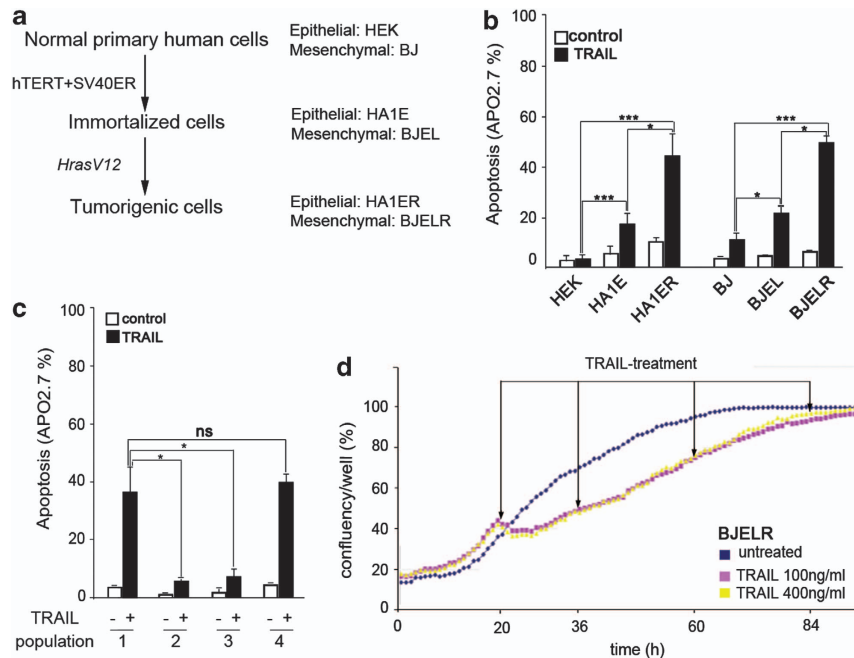 a
Normal primary human cells
Epithelial: HEK
Mesenchymal: BJ
hTERT+SV40ER
Immortalized cells
Epithelial: HA1E
Mesenchymal: BJEL
HrasV12
Tumorigenic cells
Epithelial: HA1ER
Mesenchymal: BJELR
b
control
TRAIL
Apoptosis (APO2.7 %)
100
80
60
40
20
0
*** * *** *** * *
HEK HA1E HA1ER BJ BJEL BJELR
c
control
TRAIL
Apoptosis (APO2.7 %)
100
80
60
40
20
0
ns
*
*
TRAIL - + - + - + - +
population 1 2 3 4
d
TRAIL-treatment
confluency/well (%)
100
80
60
40
20
0
BJELR
untreated
TRAIL 100ng/ml
TRAIL 400ng/ml
0 20 36 60 84
time (h)